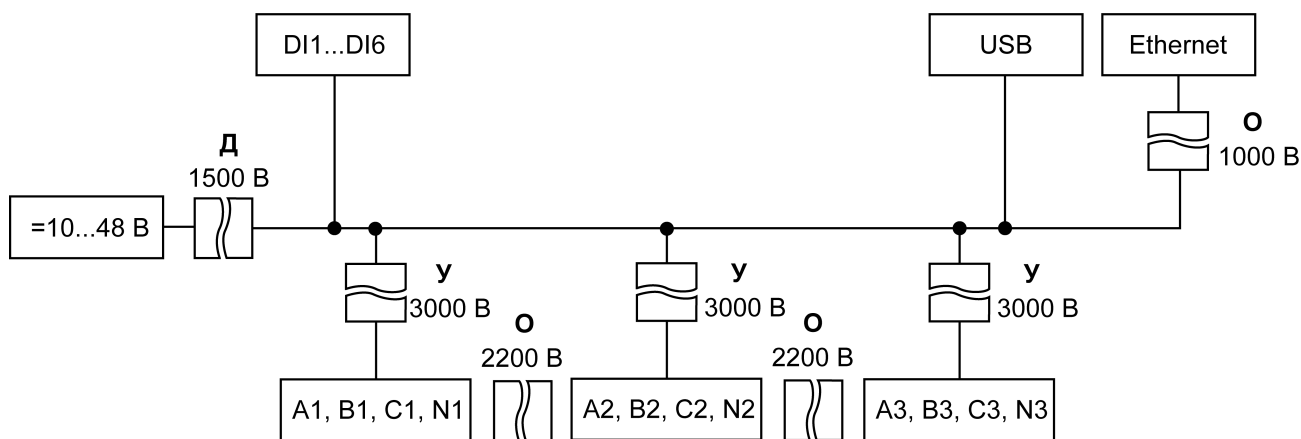 DI1...DI6
USB
Ethernet
О
1000 В
Д
1500 В
=10...48 В
У
3000 В
У
3000 В
У
3000 В
О
2200 В
О
2200 В
A1, B1, C1, N1
A2, B2, C2, N2
A3, B3, C3, N3